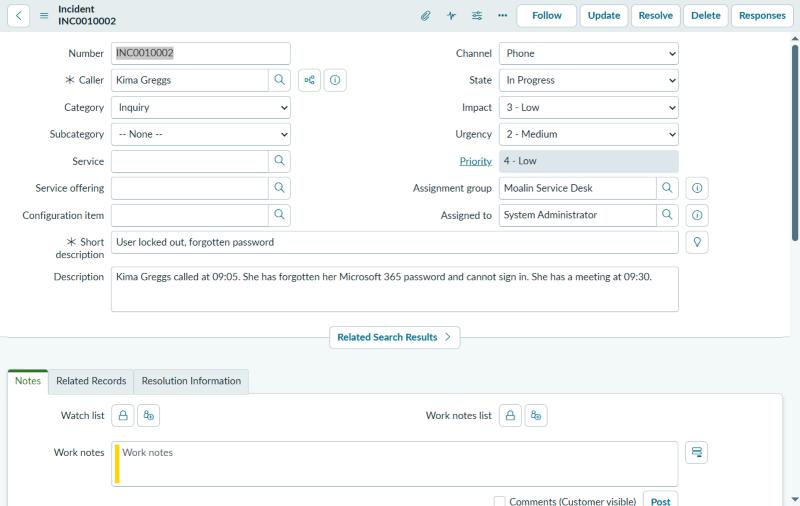 Incident
INC0010002
Follow Update Resolve Delete Responses
Number INC0010002 Channel Phone
Caller Kima Greggs State In Progress
Category Inquiry Impact 3 - Low
Subcategory -- None -- Urgency 2 - Medium
Service Priority 4 - Low
Service offering Assignment group Moalin Service Desk
Configuration item Assigned to System Administrator
Short description User locked out, forgotten password
Description Kima Greggs called at 09:05. She has forgotten her Microsoft 365 password and cannot sign in. She has a meeting at 09:30.
Related Search Results
Notes Related Records Resolution Information
Watch list Work notes list
Work notes Work notes
Comments (Customer visible) Post